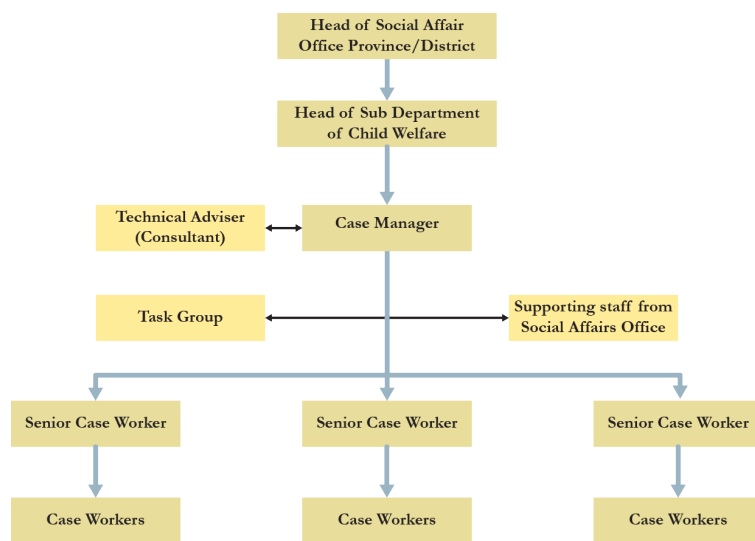 Head of Social Affair
Office Province/District
Head of Sub Department
of Child Welfare
Technical Adviser
(Consultant)
Case Manager
Task Group
Supporting staff from
Social Affairs Office
Senior Case Worker
Senior Case Worker
Senior Case Worker
Case Workers
Case Workers
Case Workers